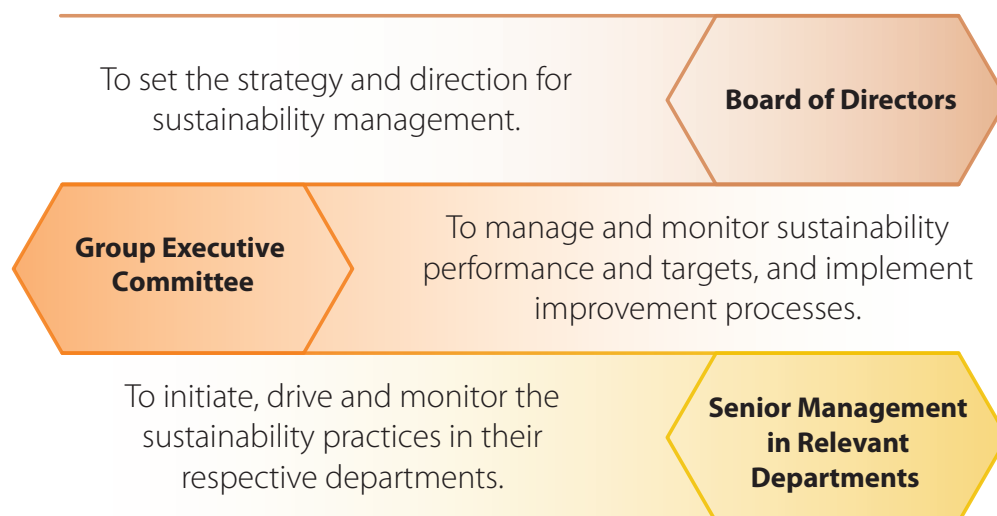 To set the strategy and direction for
sustainability management.
Board of Directors
Group Executive
Committee
To manage and monitor sustainability
performance and targets, and implement
improvement processes.
To initiate, drive and monitor the
sustainability practices in their
respective departments.
Senior Management
in Relevant
Departments